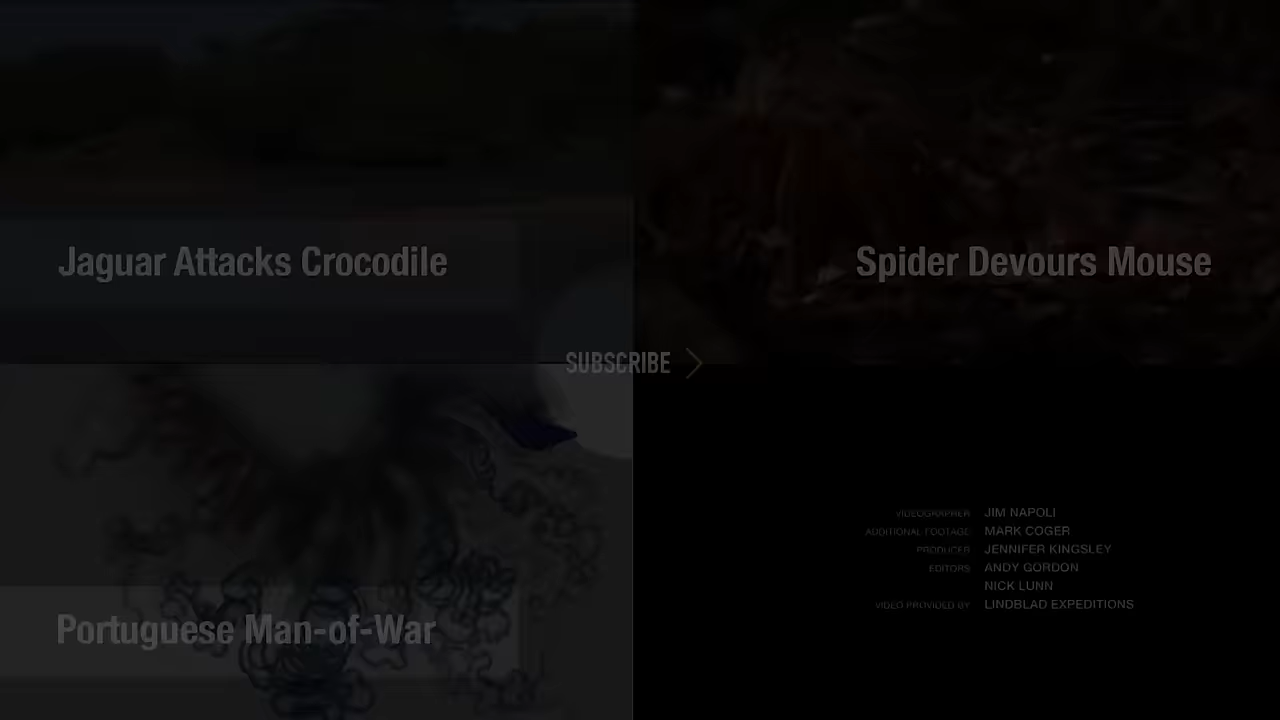 Jaguar Attacks Crocodile
Spider Devours Mouse
SUBSCRIBE
Portuguese Man-of-War
VIDEOGRAPHER JIM NAPOLI
ADDITIONAL FOOTAGE MARK COGER
PRODUCER JENNIFER KINGSLEY
EDITORS ANDY GORDON
NICK LUNN
VIDEO PROVIDED BY LINDBLAD EXPEDITIONS